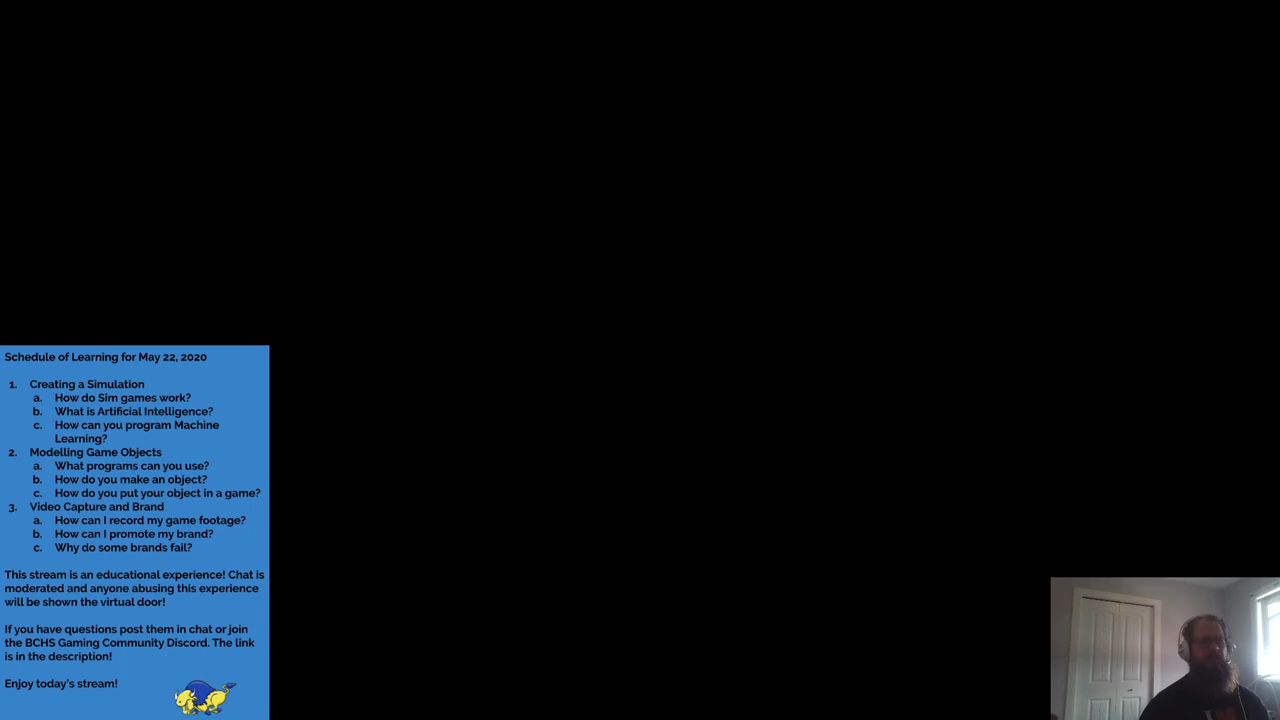 Schedule of Learning for May 22, 2020
1. Creating a Simulation
a. How do Sim games work?
b. What is Artificial Intelligence?
c. How can you program Machine
Learning?
2. Modelling Game Objects
a. What programs can you use?
b. How do you make an object?
c. How do you put your object in a game?
3. Video Capture and Brand
a. How can I record my game footage?
b. How can I promote my brand?
c. Why do some brands fail?
This stream is an educational experience! Chat is
moderated and anyone abusing this experience
will be shown the virtual door!
If you have questions post them in chat or join
the BCHS Gaming Community Discord. The link
is in the description!
Enjoy today's stream!